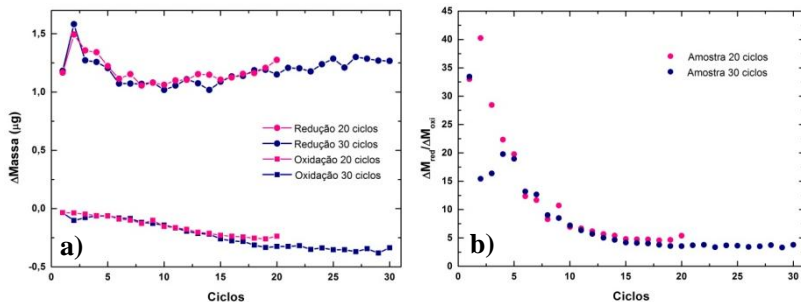 1,5
1,0
0,5
0,0
-0,5
ΔMassa (µg)
Redução 20 ciclos
Redução 30 ciclos
Oxidação 20 ciclos
Oxidação 30 ciclos
a)
0 5 10 15 20 25 30
Ciclos
45
40
35
30
25
20
15
10
5
0
ΔM_red/ΔM_oxi
Amostra 20 ciclos
Amostra 30 ciclos
b)
0 5 10 15 20 25 30
Ciclos